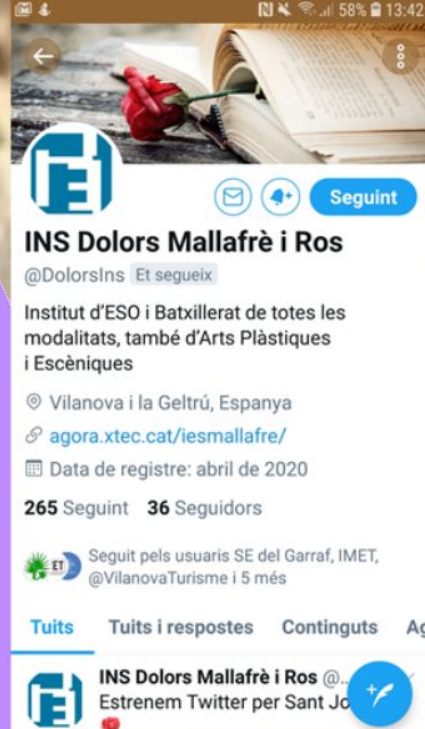 58% 13:42
Seguint
INS Dolors Mallafrè i Ros
@DolorsIns Et segueix
Institut d'ESO i Batxillerat de totes les
modalitats, també d'Arts Plàstiques
i Escèniques
Vilanova i la Geltrú, Espanya
agora.xtec.cat/iesmallafre/
Data de registre: abril de 2020
265 Seguint 36 Seguidors
Seguit pels usuaris SE del Garraf, IMET,
@VilanovaTurisme i 5 més
Tuits Tuits i respostes Continguts
INS Dolors Mallafrè i Ros @...
Estrenem Twitter per Sant